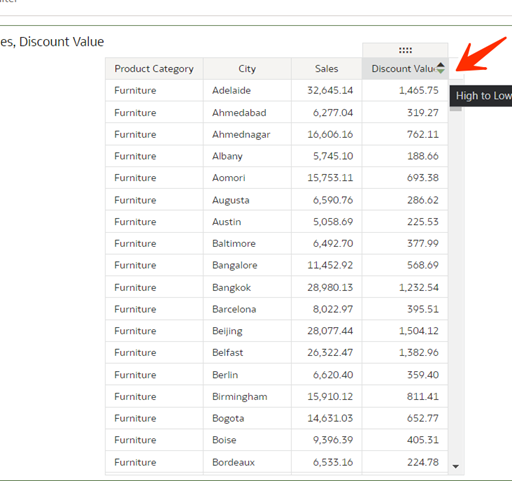 es, Discount Value
Product Category City Sales Discount Value
High to Low
Furniture Adelaide 32,645.14 1,465.75
Furniture Ahmedabad 6,277.04 319.27
Furniture Ahmednagar 16,606.16 762.11
Furniture Albany 5,745.10 188.66
Furniture Aomori 15,753.11 693.38
Furniture Augusta 6,590.76 286.62
Furniture Austin 5,058.69 225.53
Furniture Baltimore 6,492.70 377.99
Furniture Bangalore 11,452.92 568.69
Furniture Bangkok 28,980.13 1,232.54
Furniture Barcelona 8,022.97 395.51
Furniture Beijing 28,077.44 1,504.12
Furniture Belfast 26,322.47 1,382.96
Furniture Berlin 6,620.40 359.40
Furniture Birmingham 15,910.12 811.41
Furniture Bogota 14,631.03 652.77
Furniture Boise 9,396.39 405.31
Furniture Bordeaux 6,533.16 224.78